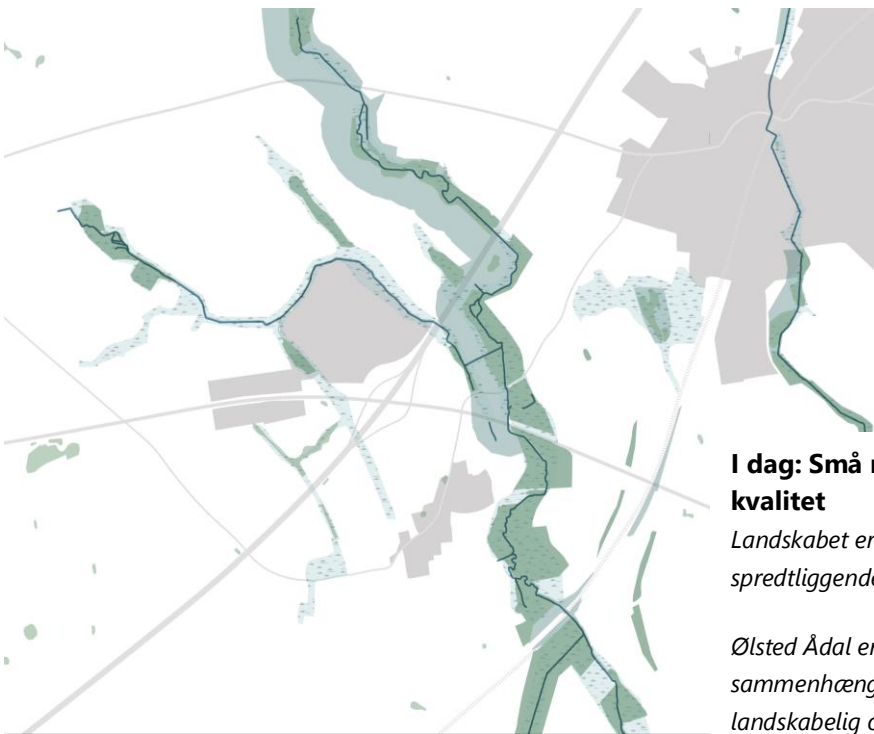 I dag: Små
kvalitet
Landskabet er
spredtliggende
Ølsted Ådal er
sammenhæng
landskabelig